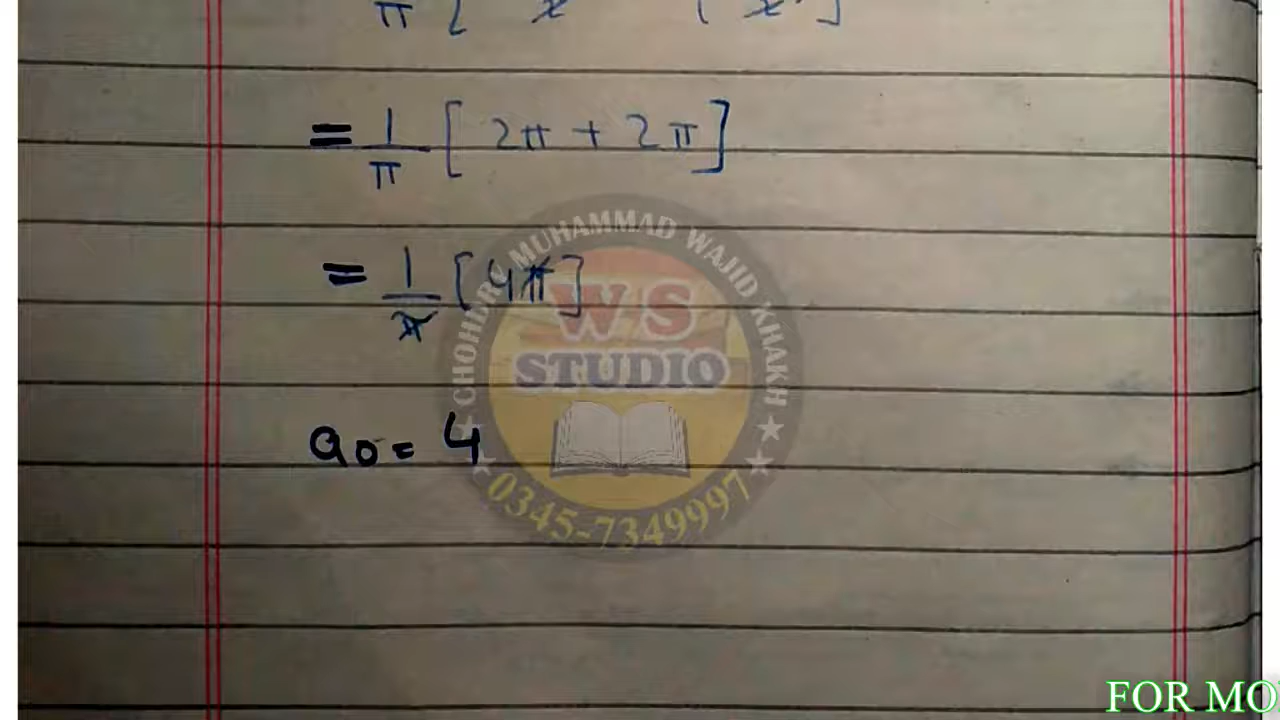 = 1/π [ 2π + 2π ]
= 1/π [ 4π ]
a0 = 4
CHOHDRY MUHAMMAD WAJID KHAKH
WS
STUDIO
0345-7349997
FOR MO